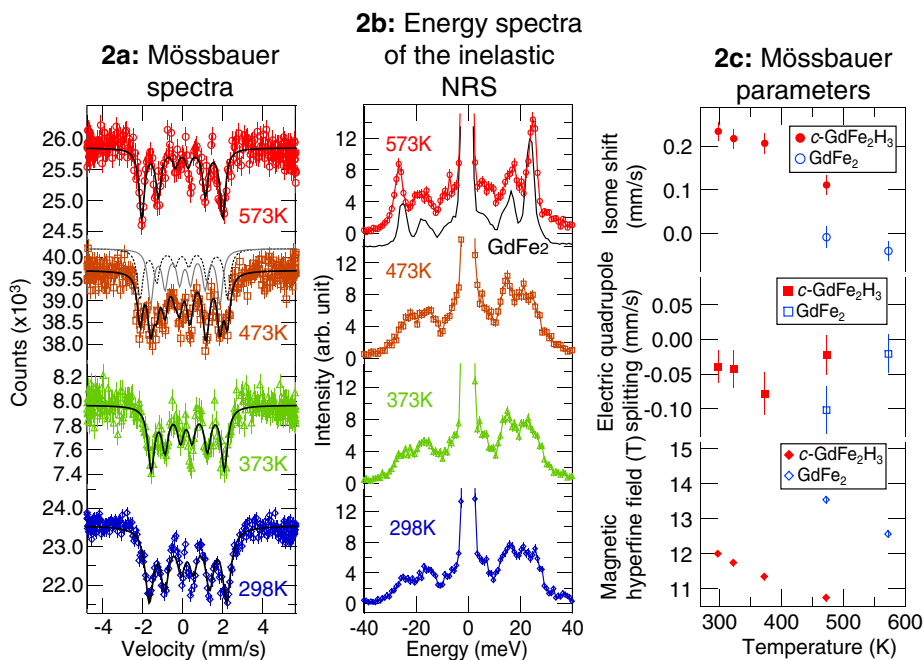 2a: Mössbauer
spectra
26.0
25.5
25.0
24.5
573K
40.0
39.5
39.0
38.5
38.0
473K
8.2
8.0
7.8
7.6
7.4
373K
24.0
23.0
22.0
298K
Counts (x10³)
-4 -2 0 2 4
Velocity (mm/s)
2b: Energy spectra
of the inelastic
NRS
12
8
4
0
573K
GdFe₂
12
8
4
0
473K
12
8
4
0
373K
12
8
4
0
298K
Intensity (arb. unit)
-40 -20 0 20 40
Energy (meV)
2c: Mössbauer
parameters
c-GdFe₂H₃
GdFe₂
0.2
0.1
0.0
Isome shift
(mm/s)
c-GdFe₂H₃
GdFe₂
0.05
0.00
-0.05
-0.10
Electric quadrupole
splitting (mm/s)
c-GdFe₂H₃
GdFe₂
15
14
13
12
11
Magnetic
hyperfine field (T)
300 400 500 600
Temperature (K)